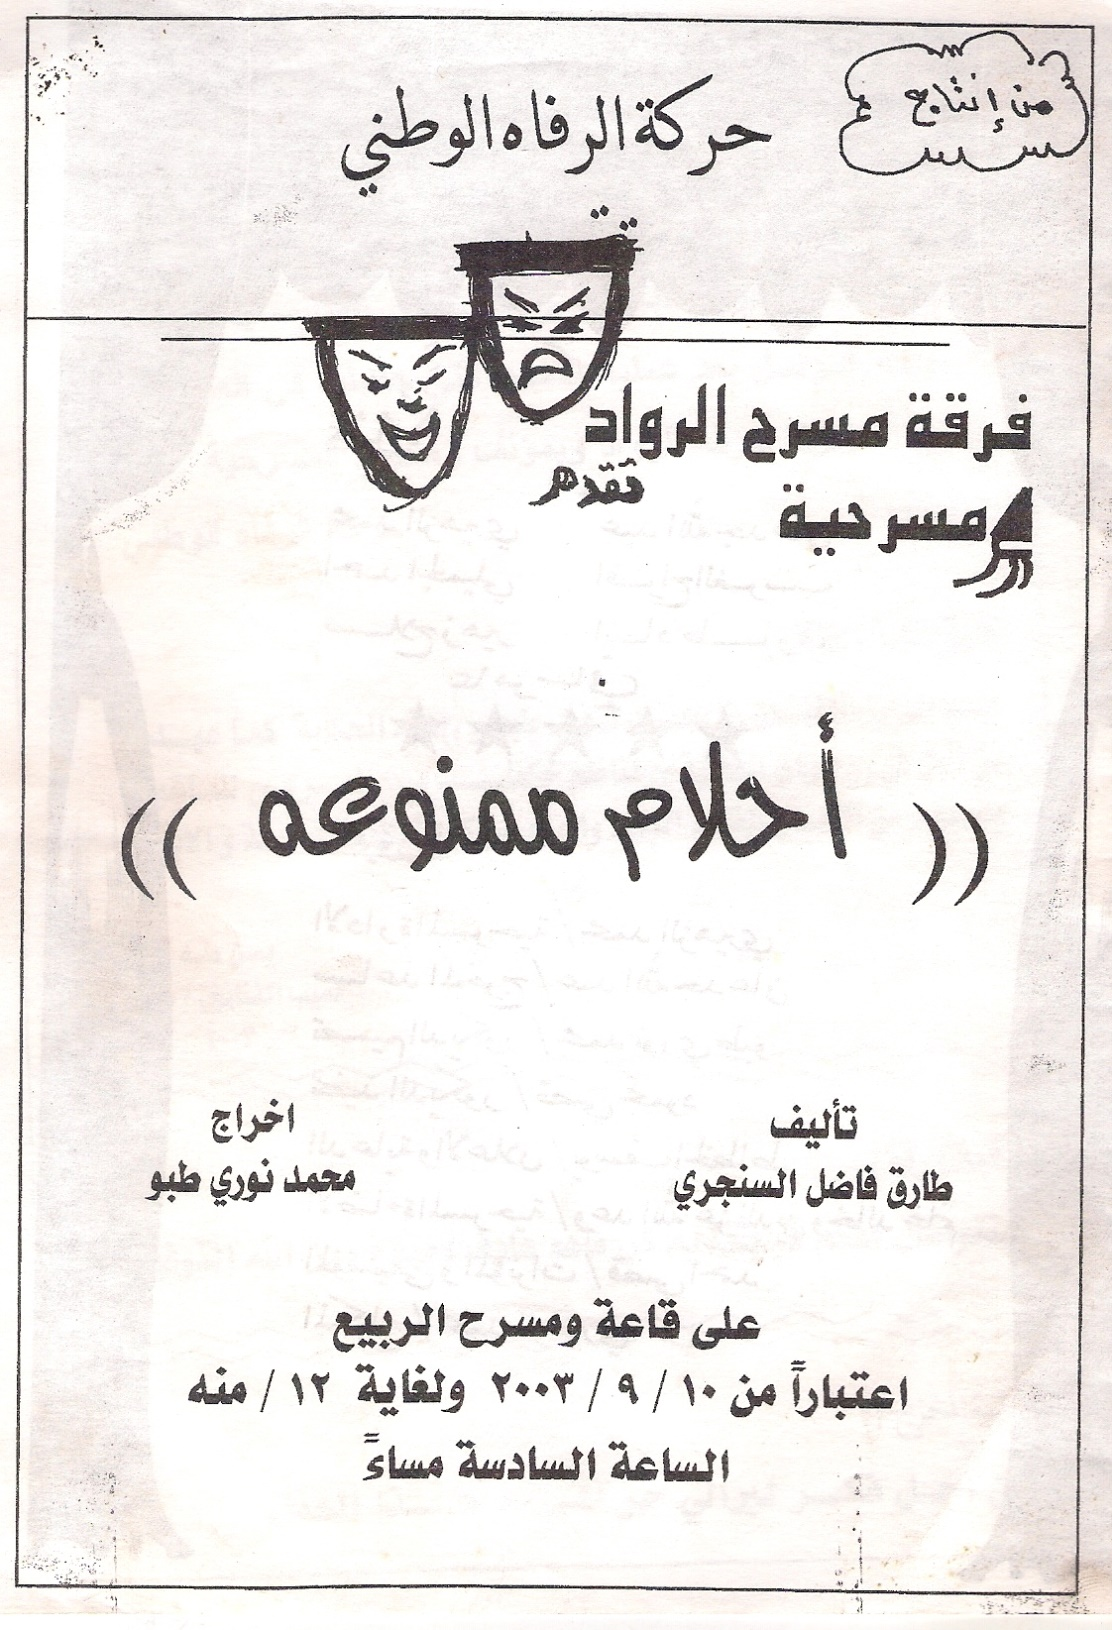 من إنتاج
حركة الرفاه الوطني
فرقة مسرح الرواد
تقدم
مسرحية
(( أحلام ممنوعه ))
تأليف
طارق فاضل السنجري
اخراج
محمد نوري طبو
على قاعة ومسرح الربيع
اعتباراً من ١٠ / ٩ / ٢٠٠٣ ولغاية ١٢ / منه
الساعة السادسة مساءً